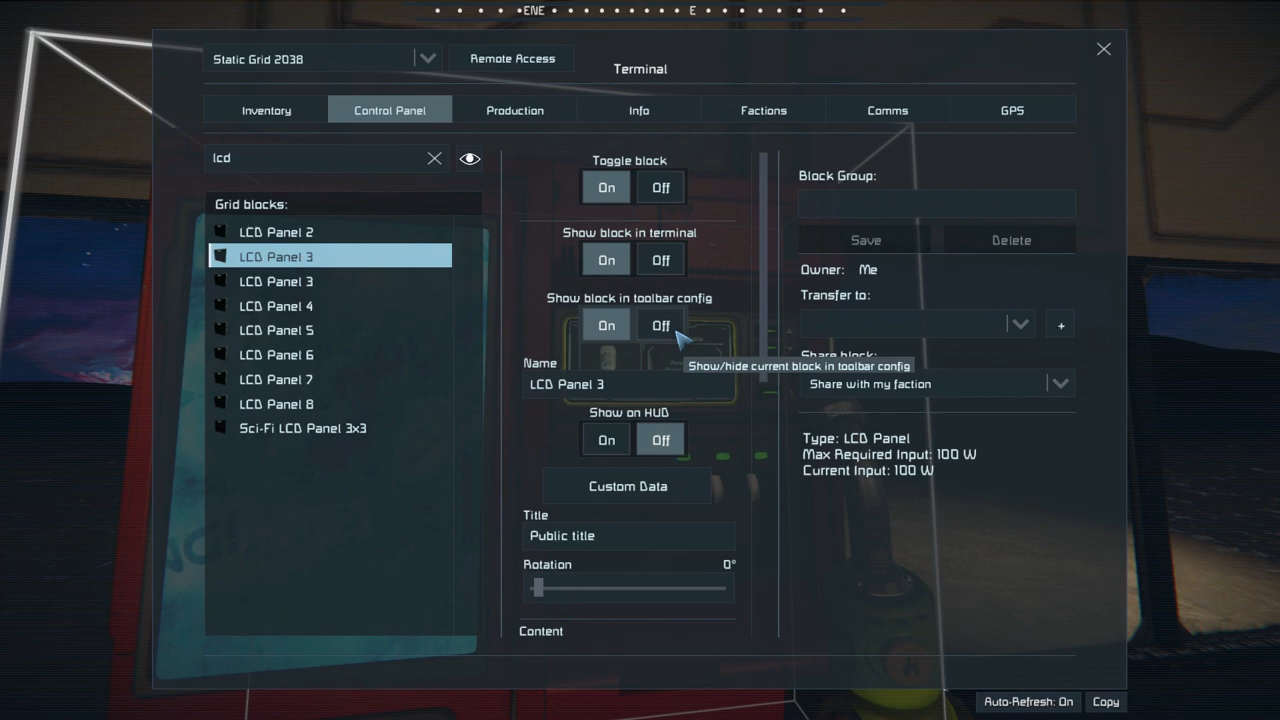 ENE E
Static Grid 2038
Remote Access
Terminal
Inventory
Control Panel
Production
Info
Factions
Comms
GPS
lcd
Grid blocks:
LCD Panel 2
LCD Panel 3
LCD Panel 3
LCD Panel 4
LCD Panel 5
LCD Panel 6
LCD Panel 7
LCD Panel 8
Sci-Fi LCD Panel 3x3
Toggle block
On Off
Show block in terminal
On Off
Show block in toolbar config
On Off
Show/hide current block in toolbar config
Name
LCD Panel 3
Show on HUD
On Off
Custom Data
Title
Public title
Rotation 0°
Content
Block Group:
Save Delete
Owner: Me
Transfer to:
+
Share block:
Share with my faction
Type: LCD Panel
Max Required Input: 100 W
Current Input: 100 W
Auto-Refresh: On
Copy